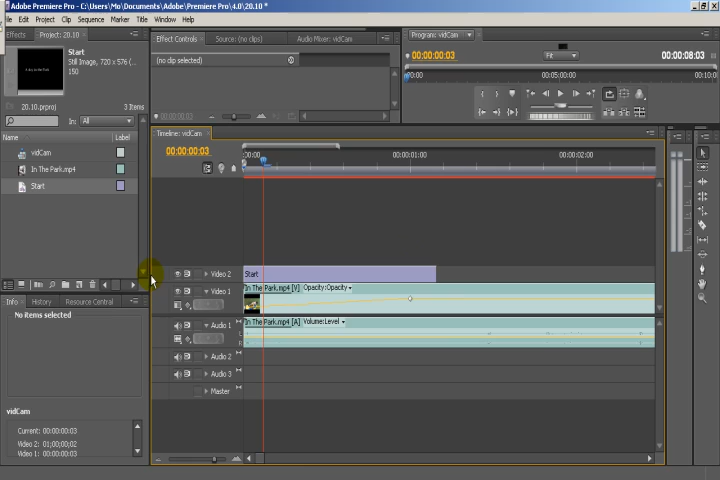 Adobe Premiere Pro - C:\Users\Mo\Documents\Adobe\Premiere Pro\4.0\20.10 *
File Edit Project Clip Sequence Marker Title Window Help
Effects Project: 20.10 ×
Start
Still Image, 720 x 576 (...
150:
20.10.prproj 3 Items
In: All
Name Label
vidCam
In The Park.mp4
Start
Info × History Resource Central
No items selected
vidCam
Current: 00:00:00:03
Video 2: 01;00;00;02
Video 1: 00:00:00:03
Effect Controls × Source: (no clips) Audio Mixer: vidCam
(no clip selected)
00:00:00:03
Program: vidCam ×
00:00:00:03 Fit 00:00:08:03
00:00 00:05:00:00 00:10:0
Timeline: vidCam ×
00:00:00:03
:00:00 00:00:01:00 00:00:02:00
Video 2 Start
Video 1 In The Park.mp4 [V] Opacity:Opacity
Audio 1 In The Park.mp4 [A] Volume:Level
L
R
Audio 2
Audio 3
Master